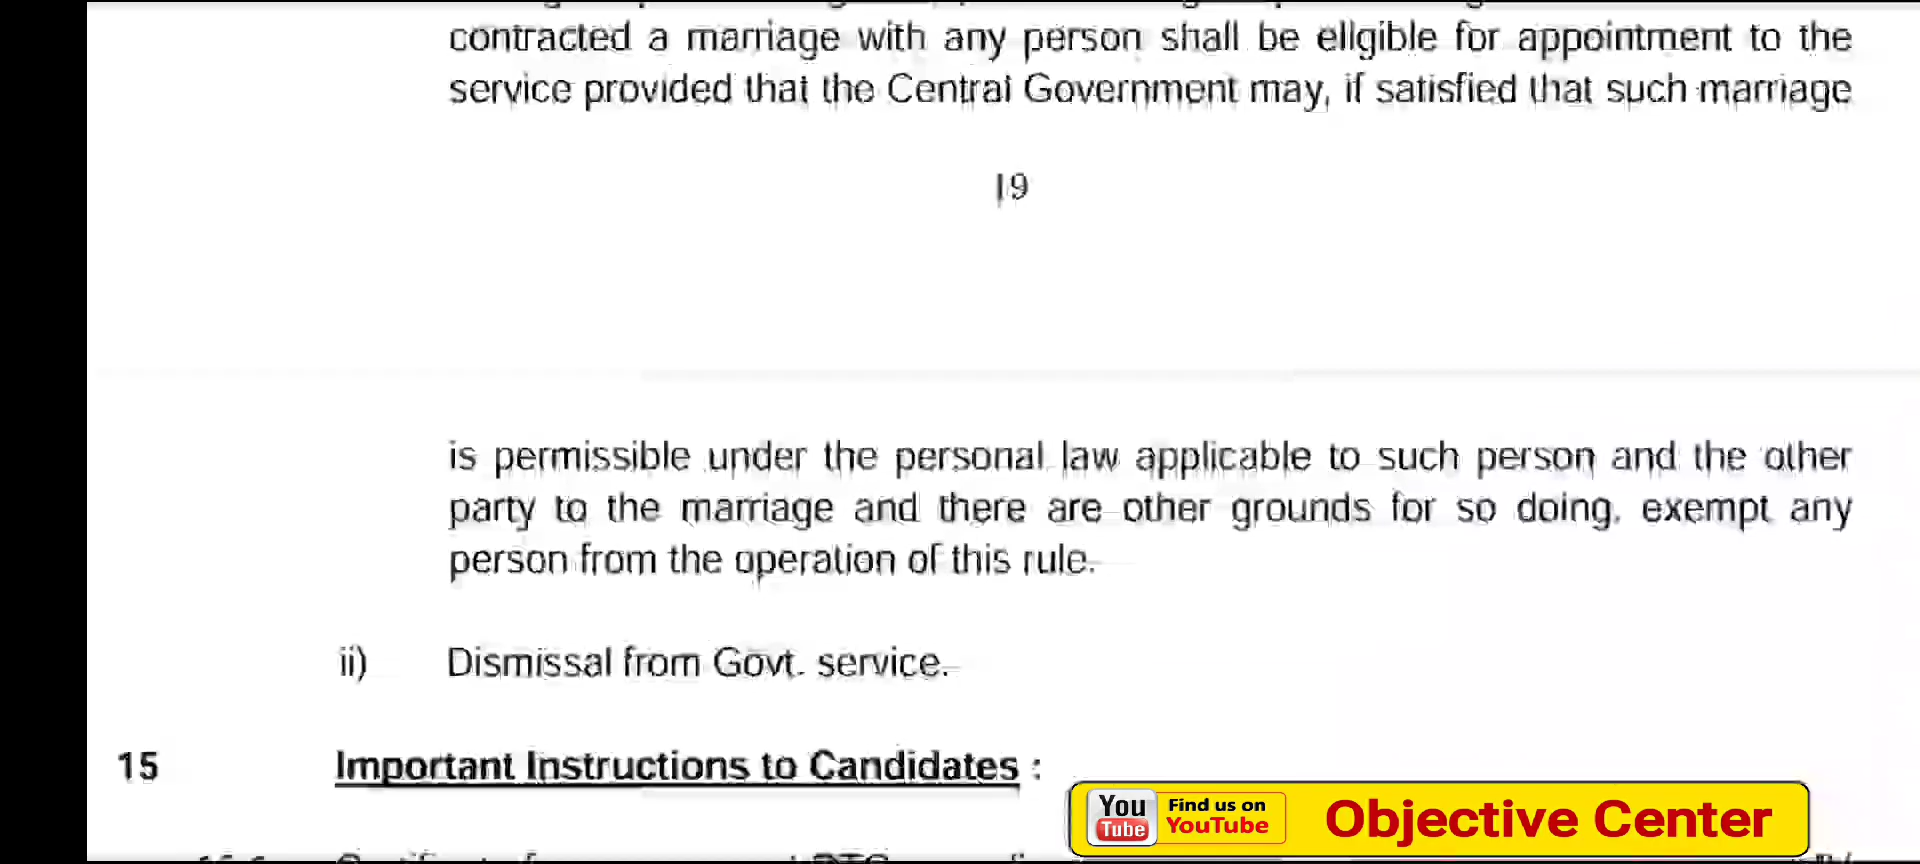 contracted a marriage with any person shall be eligible for appointment to the
service provided that the Central Government may, if satisfied that such marriage
19
is permissible under the personal law applicable to such person and the other
party to the marriage and there are other grounds for so doing, exempt any
person from the operation of this rule.
ii) Dismissal from Govt. service.
15 Important Instructions to Candidates :
You Tube Find us on YouTube Objective Center